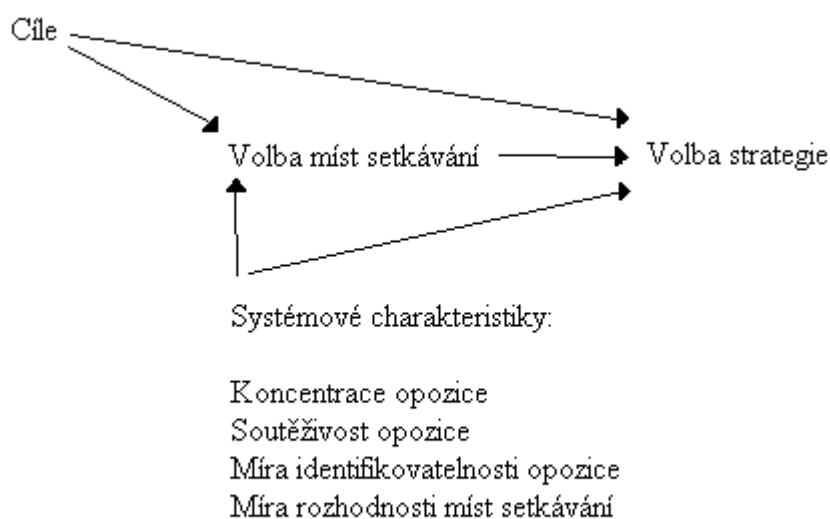 Cíle
Volba míst setkávání
Volba strategie
Systémové charakteristiky:
Koncentrace opozice
Soutěživost opozice
Míra identifikovatelnosti opozice
Míra rozhodnosti míst setkávání